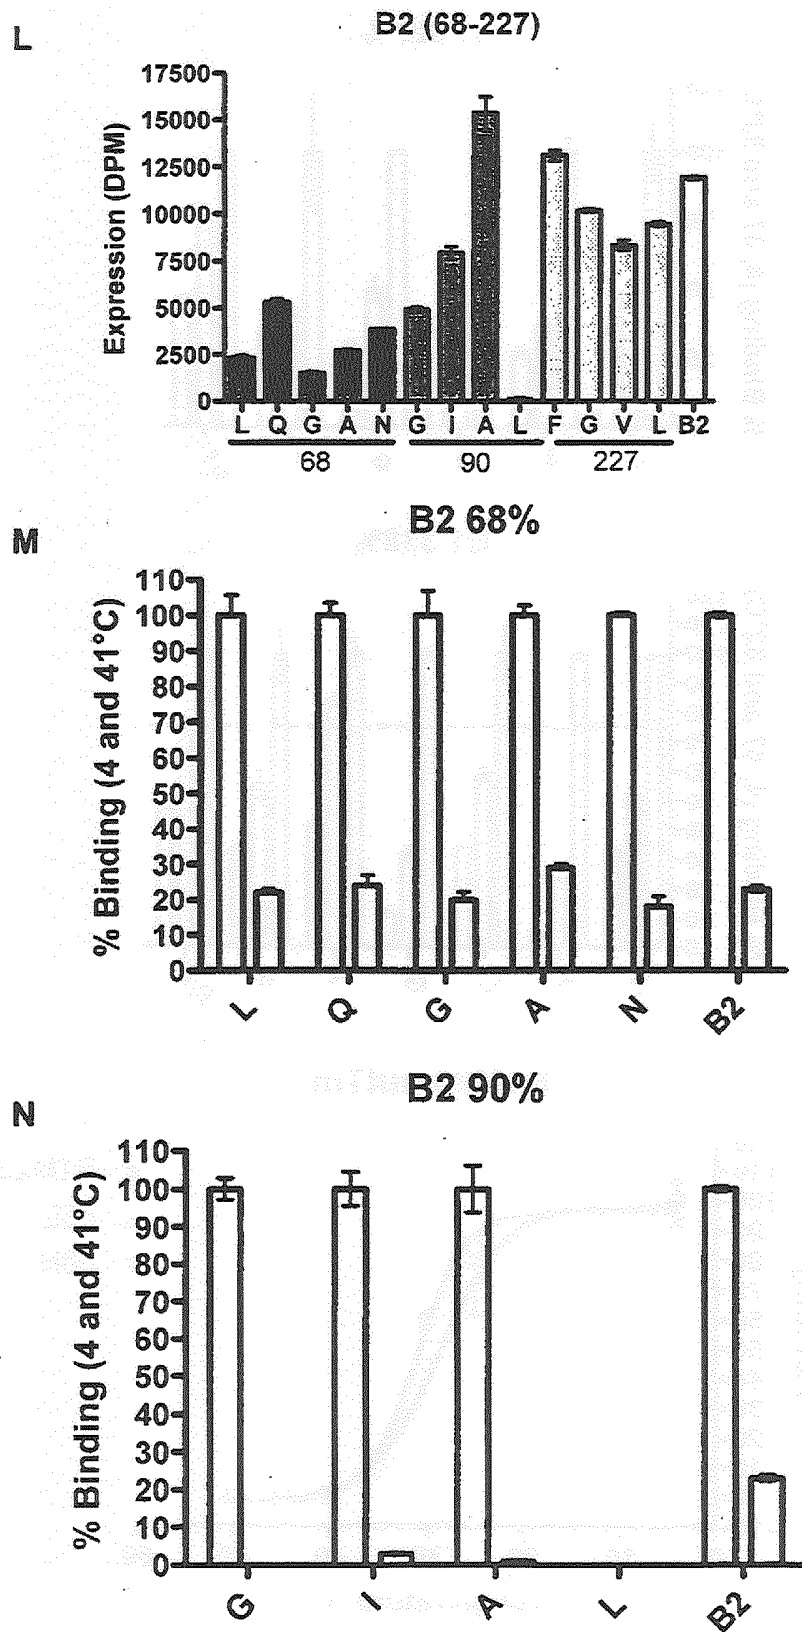 L
B2 (68-227)
Expression (DPM)
17500
15000
12500
10000
7500
5000
2500
0
L Q G A N G I A L F G V L B2
68 90 227
M
B2 68%
% Binding (4 and 41°C)
110
100
90
80
70
60
50
40
30
20
10
0
L Q G A N B2
N
B2 90%
% Binding (4 and 41°C)
110
100
90
80
70
60
50
40
30
20
10
0
G I A L B2